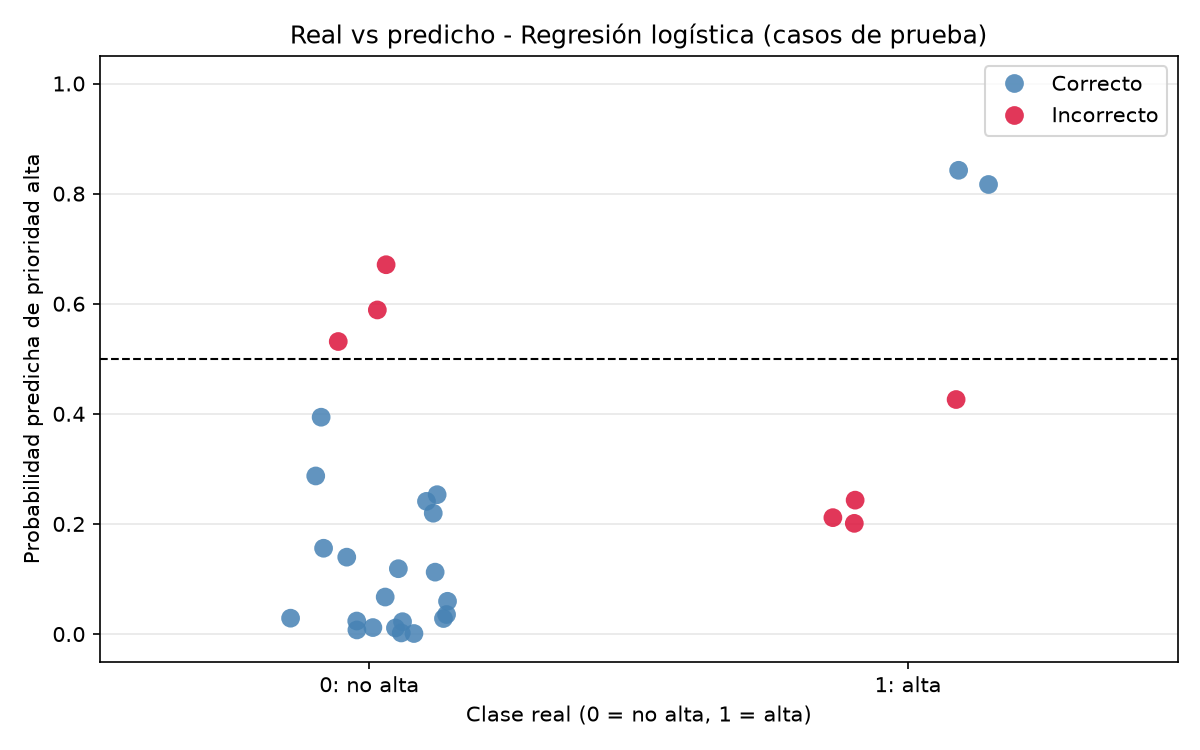 Real vs predicho - Regresión logística (casos de prueba)
Correcto
Incorrecto
Probabilidad predicha de prioridad alta
1.0
0.8
0.6
0.4
0.2
0.0
0: no alta
1: alta
Clase real (0 = no alta, 1 = alta)